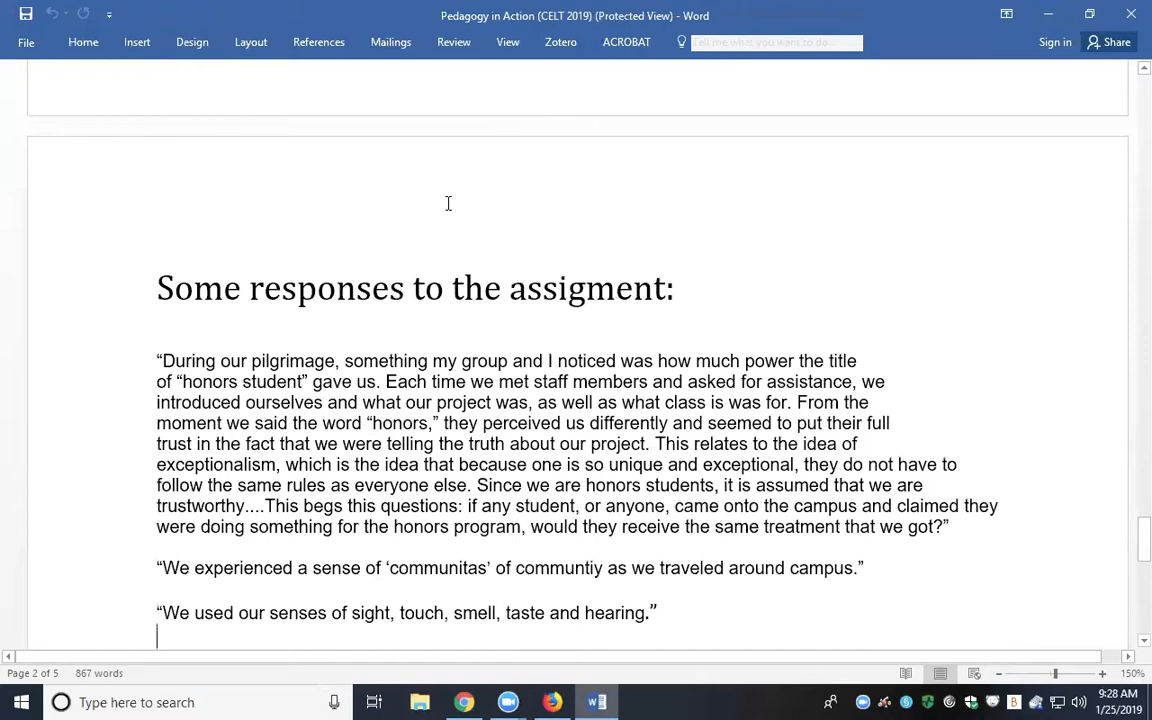 Pedagogy in Action (CELT 2019) (Protected View) - Word
File Home Insert Design Layout References Mailings Review View Zotero ACROBAT Tell me what you want to do... Sign in Share
Some responses to the assigment:
“During our pilgrimage, something my group and I noticed was how much power the title
of “honors student” gave us. Each time we met staff members and asked for assistance, we
introduced ourselves and what our project was, as well as what class is was for. From the
moment we said the word “honors,” they perceived us differently and seemed to put their full
trust in the fact that we were telling the truth about our project. This relates to the idea of
exceptionalism, which is the idea that because one is so unique and exceptional, they do not have to
follow the same rules as everyone else. Since we are honors students, it is assumed that we are
trustworthy....This begs this questions: if any student, or anyone, came onto the campus and claimed they
were doing something for the honors program, would they receive the same treatment that we got?”
“We experienced a sense of ‘communitas’ of communtiy as we traveled around campus.”
“We used our senses of sight, touch, smell, taste and hearing.”
Page 2 of 5 867 words 150%
Type here to search 9:28 AM
1/25/2019